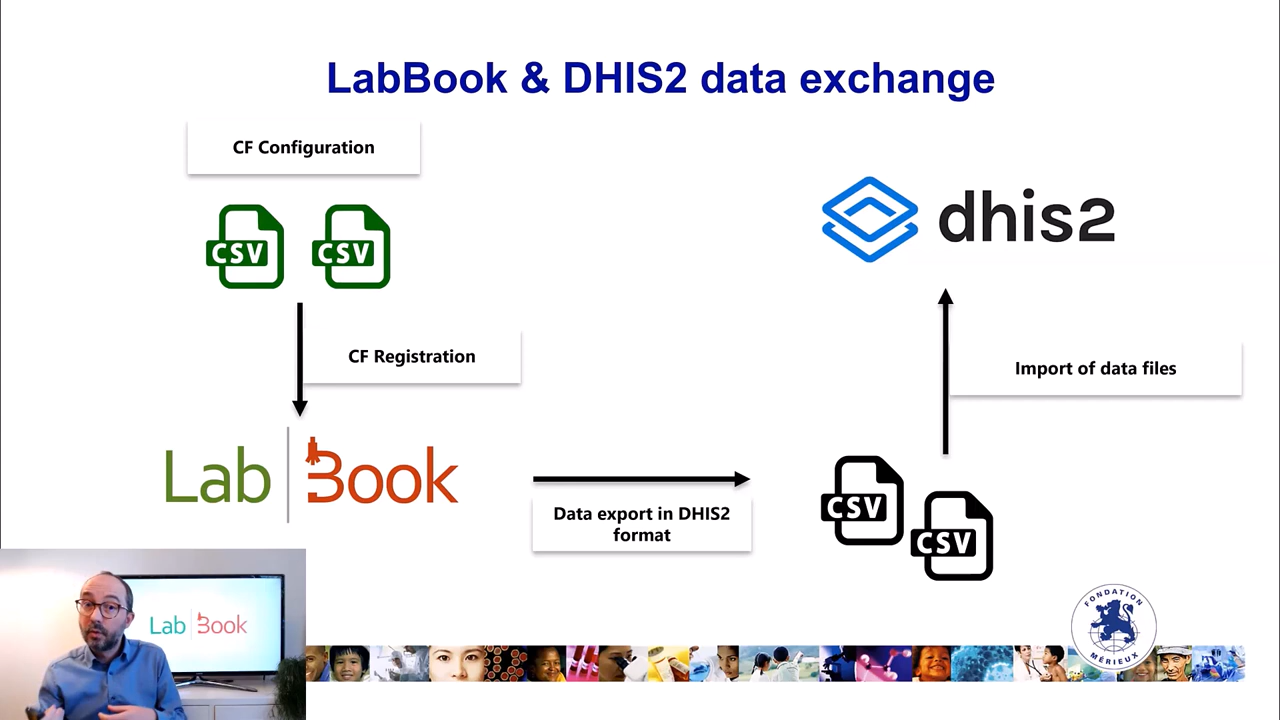 LabBook & DHIS2 data exchange
CF Configuration
CSV CSV
dhis2
CF Registration
Import of data files
Lab Book
Data export in DHIS2
format
CSV
CSV
Lab Book
FONDATION
MÉRIEUX